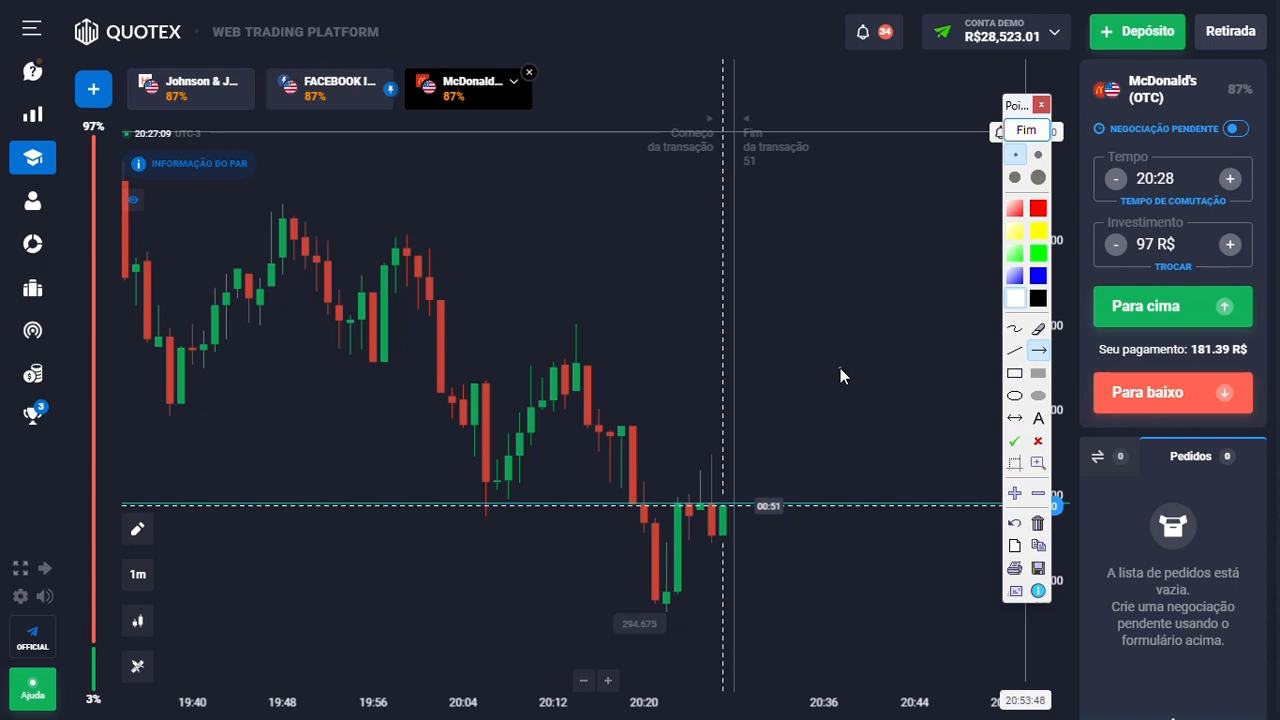 QUOTEX
WEB TRADING PLATFORM
34
CONTA DEMO
R$28,523.01
+ Depósito
Retirada
+
Johnson & J...
87%
FACEBOOK I...
87%
McDonald...
87%
97%
20:27:09 UTC-3
INFORMAÇÃO DO PAR
Começo
da transação
Fim
da transação
51
Poi...
Fim
McDonald's
(OTC)
87%
NEGOCIAÇÃO PENDENTE
Tempo
- 20:28 +
TEMPO DE COMUTAÇÃO
Investimento
- 97 R$ +
TROCAR
Para cima
Seu pagamento: 181.39 R$
Para baixo
A
3
0
Pedidos 0
00:51
1m
294.675
A lista de pedidos está
vazia.
Crie uma negociação
pendente usando o
formulário acima.
OFFICIAL
Ajuda
3%
19:40
19:48
19:56
20:04
20:12
20:20
20:36
20:44
20:53:48